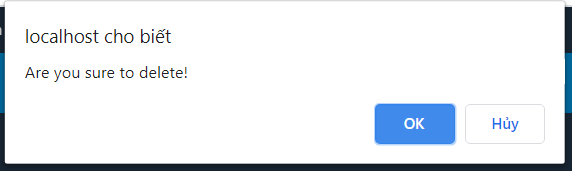 localhost cho biết
Are you sure to delete!
OK
Hủy